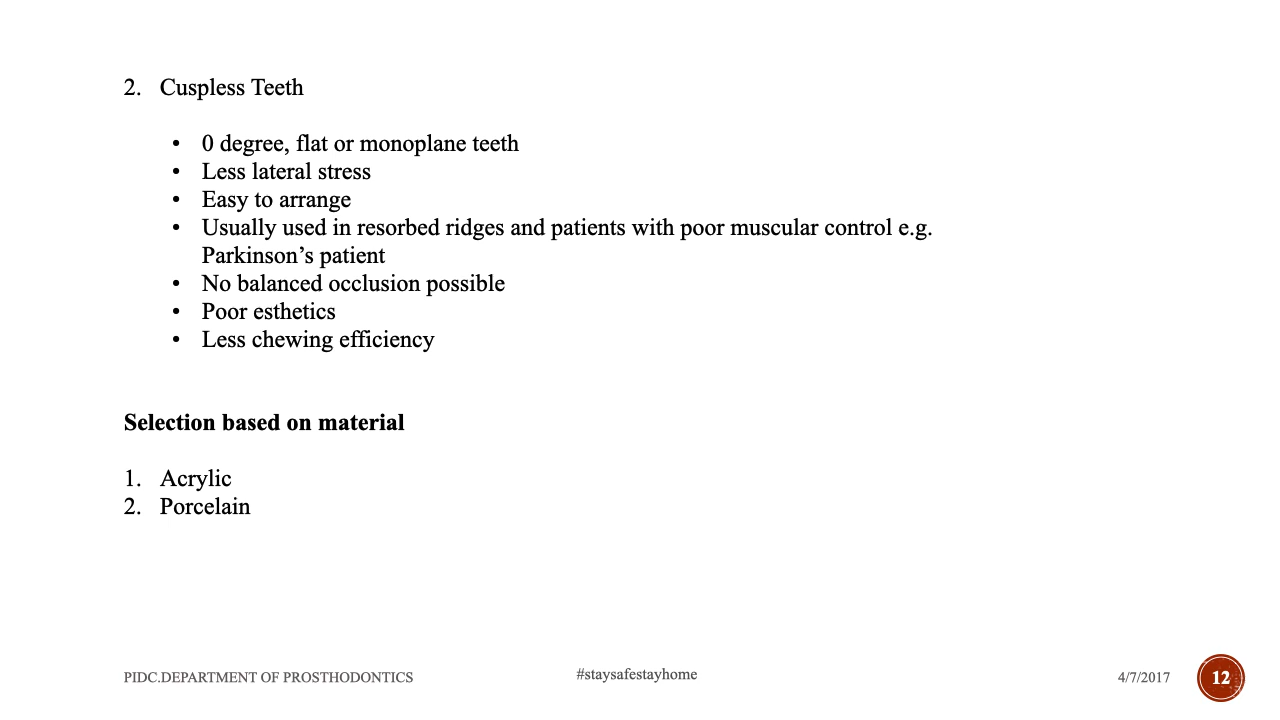 2. Cuspless Teeth
• 0 degree, flat or monoplane teeth
• Less lateral stress
• Easy to arrange
• Usually used in resorbed ridges and patients with poor muscular control e.g.
Parkinson’s patient
• No balanced occlusion possible
• Poor esthetics
• Less chewing efficiency
Selection based on material
1. Acrylic
2. Porcelain
PIDC.DEPARTMENT OF PROSTHODONTICS
#staysafestayhome
4/7/2017
12